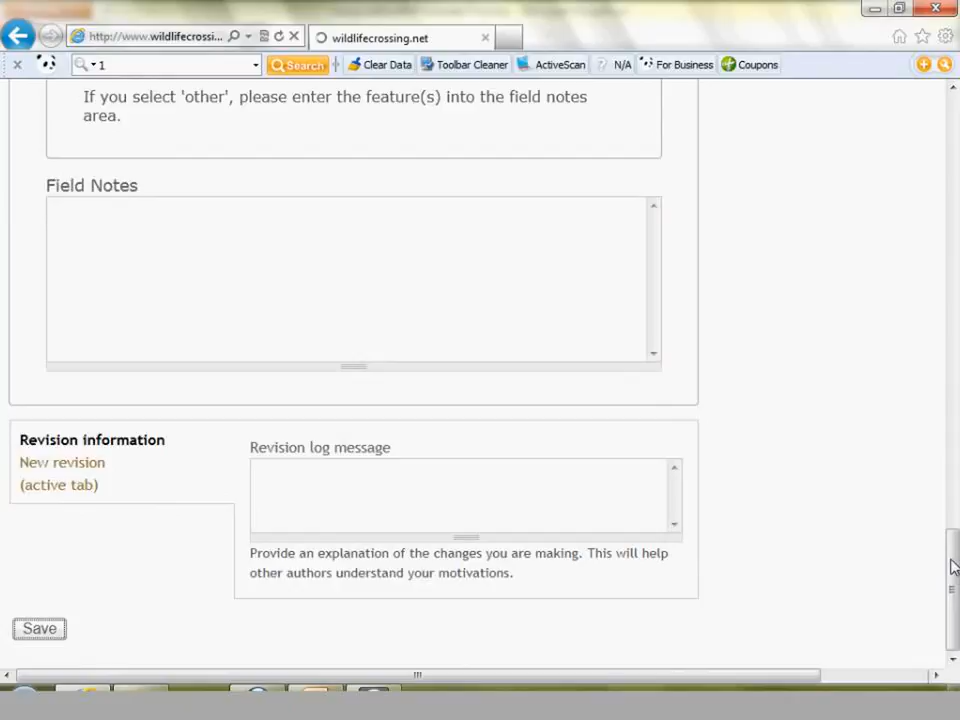 http://www.wildlifecrossi...
wildlifecrossing.net
1
Search
Clear Data
Toolbar Cleaner
ActiveScan
N/A
For Business
Coupons
If you select 'other', please enter the feature(s) into the field notes
area.
Field Notes
Revision information
New revision
(active tab)
Revision log message
Provide an explanation of the changes you are making. This will help
other authors understand your motivations.
Save